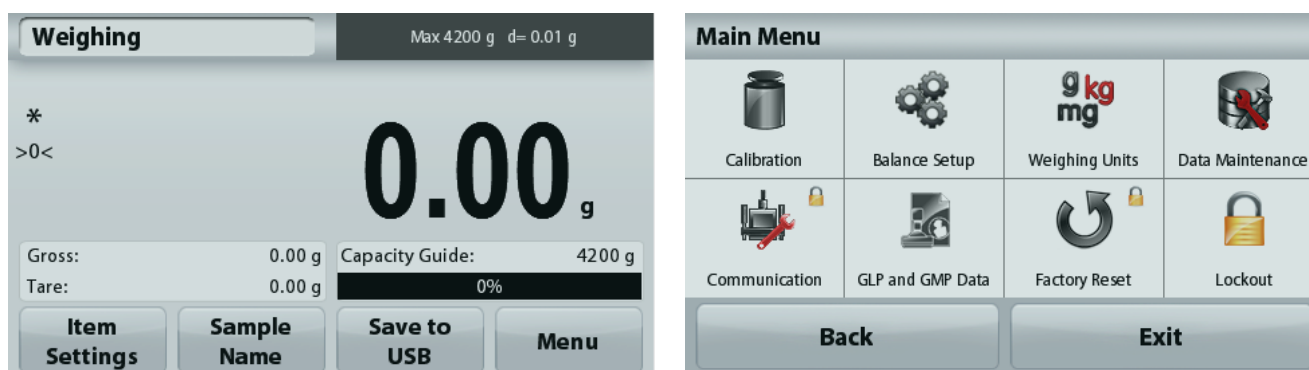 Weighing
Max 4200 g d= 0.01 g
*
>0<
0.00 g
Gross: 0.00 g
Tare: 0.00 g
Capacity Guide: 4200 g
0%
Item
Settings
Sample
Name
Save to
USB
Menu
Main Menu
g kg
mg
Calibration
Balance Setup
Weighing Units
Data Maintenance
Communication
GLP and GMP Data
Factory Reset
Lockout
Back
Exit